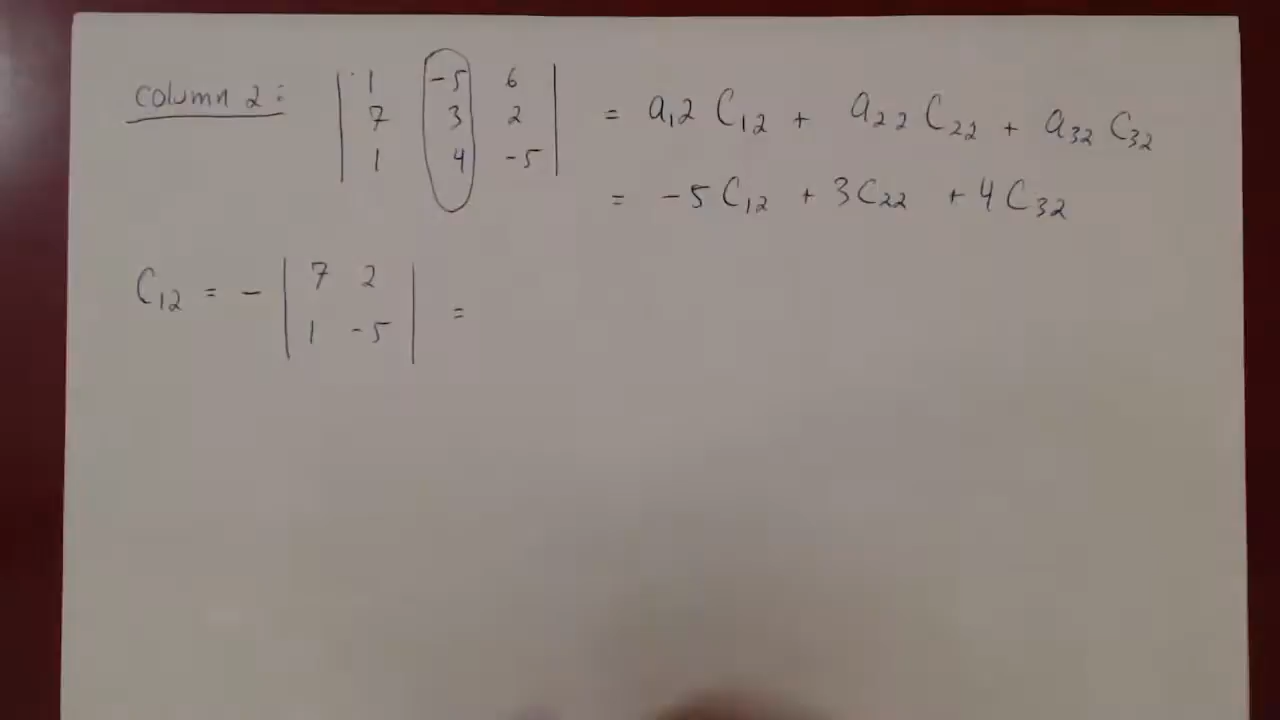 column 2: | 1 -5 6 |
| 7 3 2 | = a₁2 C₁₂ + a₂₂ C₂₂ + a₃₂ C₃₂
| 1 4 -5 |
= -5 C₁₂ + 3 C₂₂ + 4 C₃₂
C₁₂ = - | 7 2 | =
| 1 -5 |